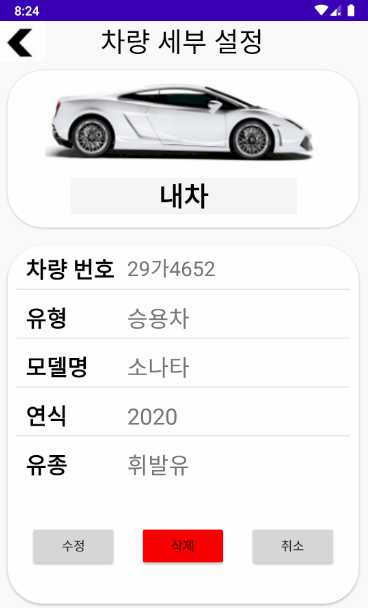 8:24
차량 세부 설정
내차
차량 번호 29가4652
유형 승용차
모델명 소나타
연식 2020
유종 휘발유
수정 삭제 취소